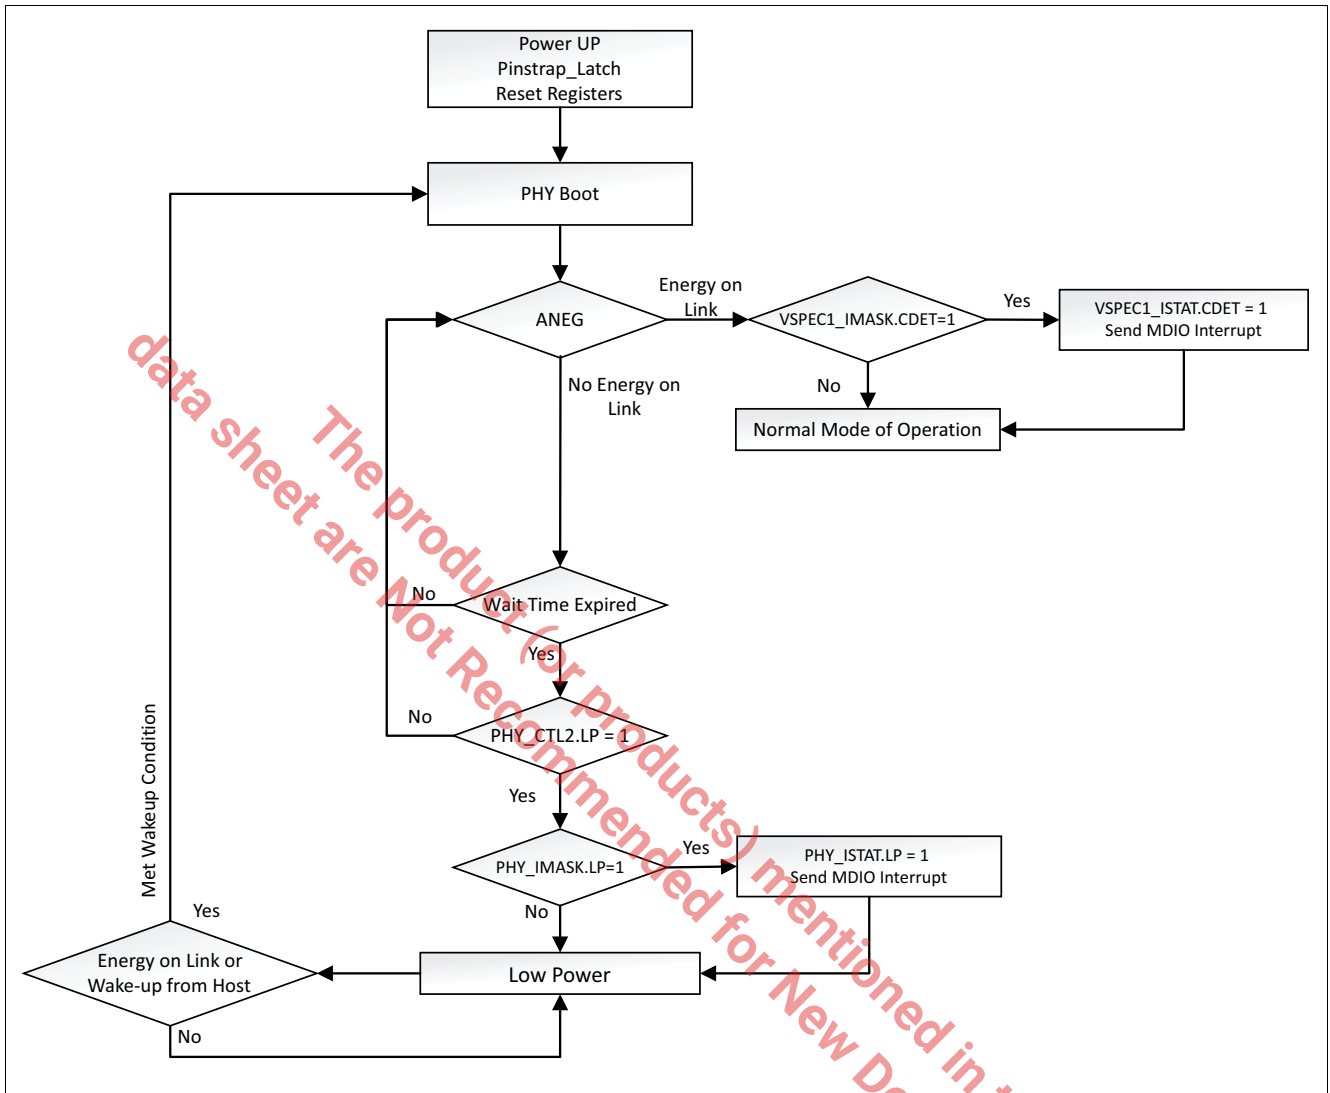 Power UP
Pinstrap_Latch
Reset Registers
PHY Boot
ANEG
Energy on
Link
VSPEC1_IMASK.CDET=1
Yes
VSPEC1_ISTAT.CDET = 1
Send MDIO Interrupt
No
Normal Mode of Operation
No Energy on
Link
Wait Time Expired
No
Yes
PHY_CTL2.LP = 1
No
Yes
PHY_IMASK.LP=1
Yes
PHY_ISTAT.LP = 1
Send MDIO Interrupt
No
Low Power
Energy on Link or
Wake-up from Host
Yes
No
Met Wakeup Condition
The product (or products) mentioned in
data sheet are Not Recommended for New